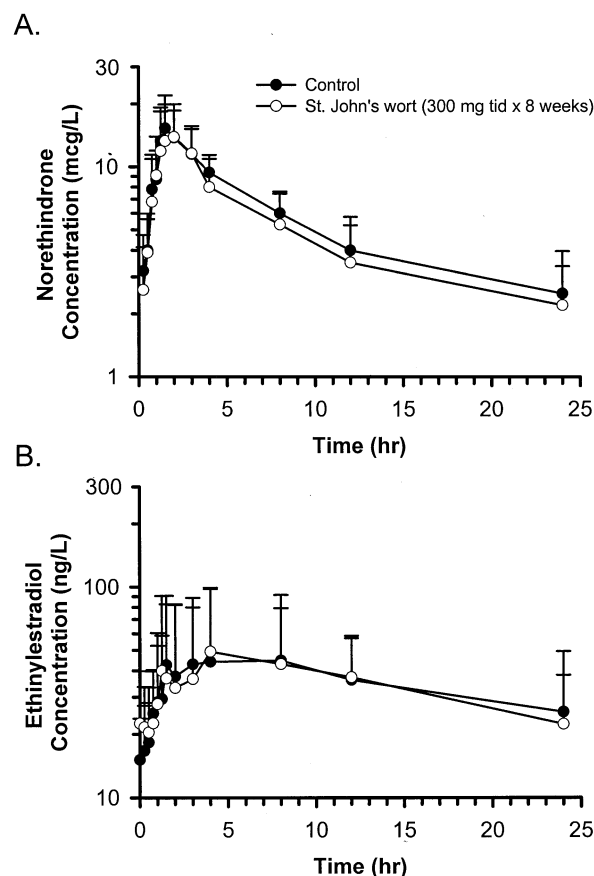 A.
30
10
1
Norethindrone
Concentration (mcg/L)
Control
St. John's wort (300 mg tid x 8 weeks)
0 5 10 15 20 25
Time (hr)
B.
300
100
10
Ethinylestradiol
Concentration (ng/L)
0 5 10 15 20 25
Time (hr)